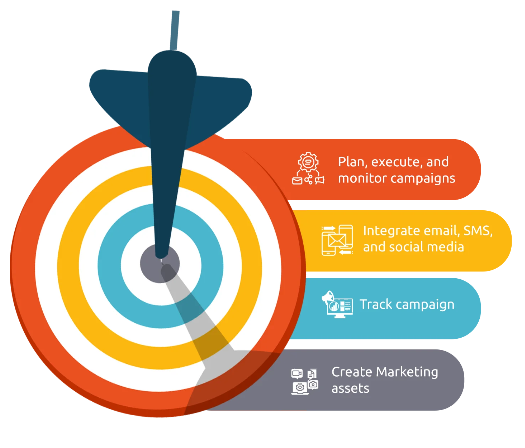 Plan, execute, and
monitor campaigns
Integrate email, SMS,
and social media
Track campaign
Create Marketing
assets